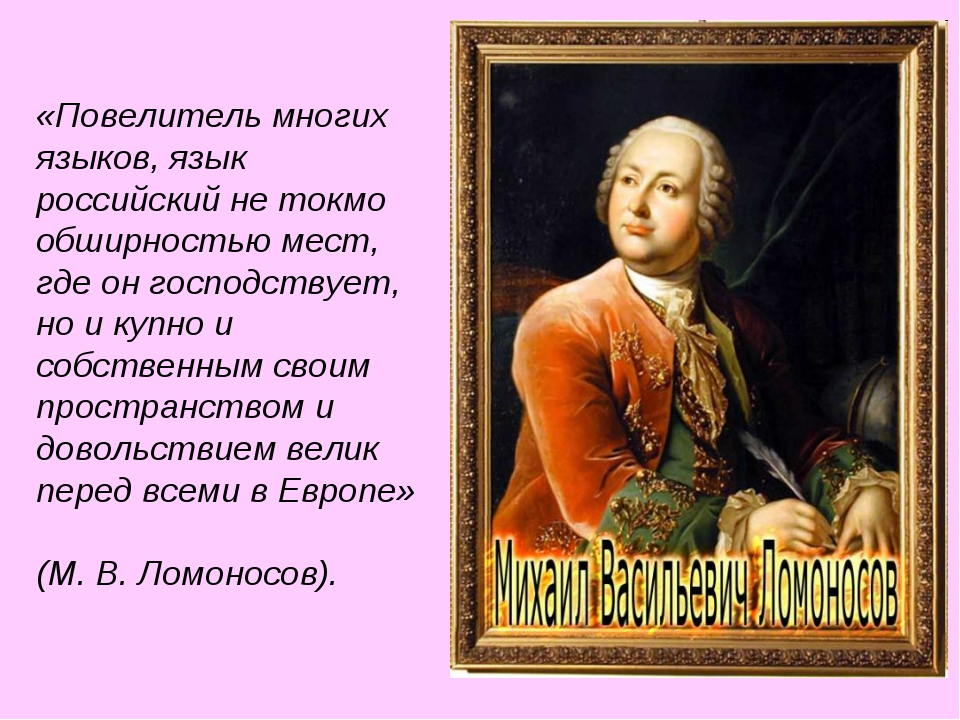 «Повелитель многих
языков, язык
российский не токмо
обширностью мест,
где он господствует,
но и купно и
собственным своим
пространством и
довольствием велик
перед всеми в Европе»
(М. В. Ломоносов).
Михаил Васильевич Ломоносов